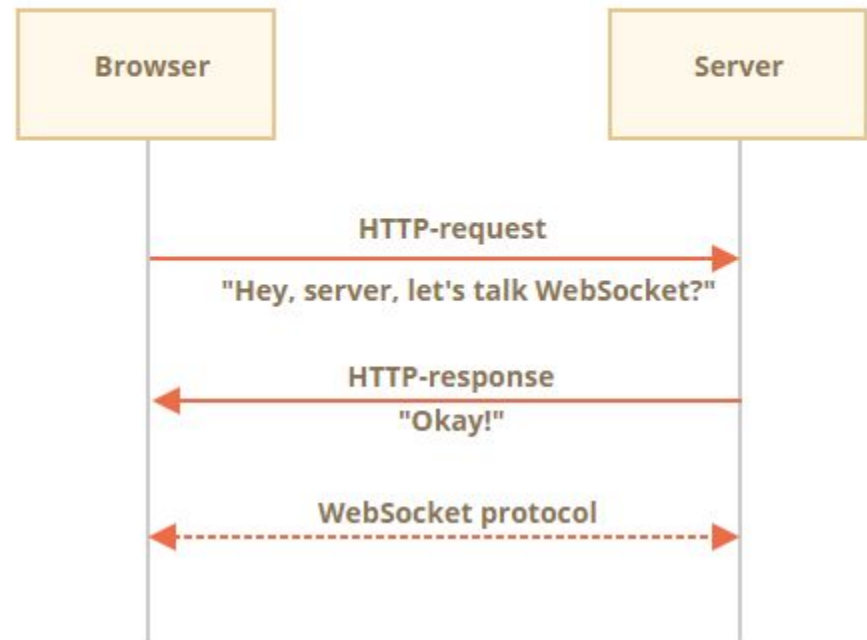 Browser
Server
HTTP-request
"Hey, server, let's talk WebSocket?"
HTTP-response
"Okay!"
WebSocket protocol